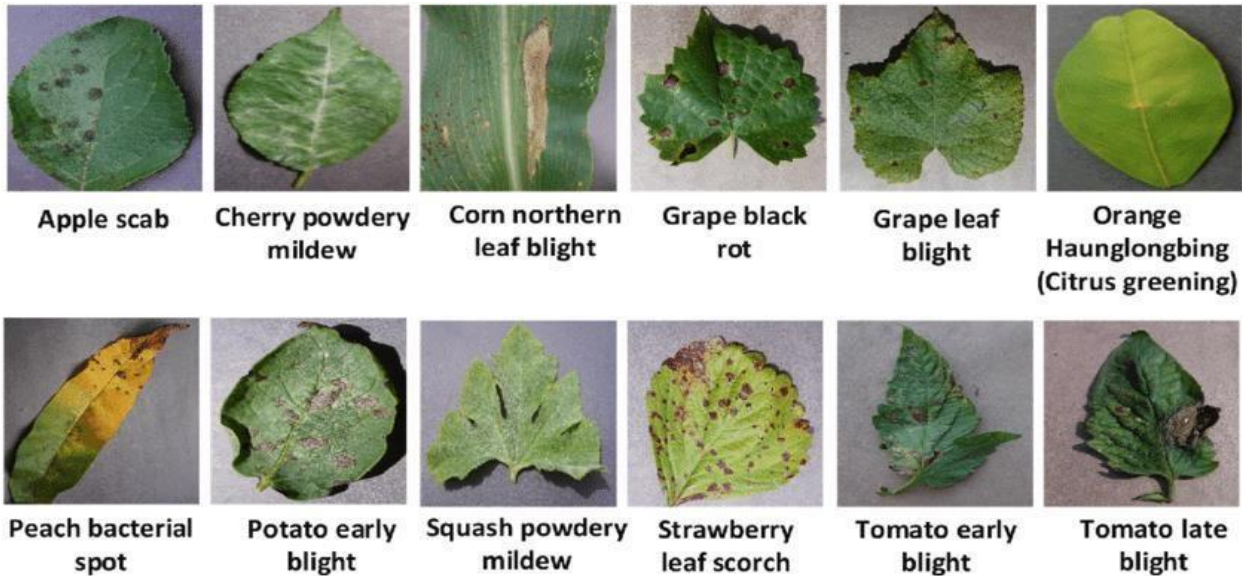 Apple scab
Cherry powdery
mildew
Corn northern
leaf blight
Grape black
rot
Grape leaf
blight
Orange
Haunglongbing
(Citrus greening)
Peach bacterial
spot
Potato early
blight
Squash powdery
mildew
Strawberry
leaf scorch
Tomato early
blight
Tomato late
blight